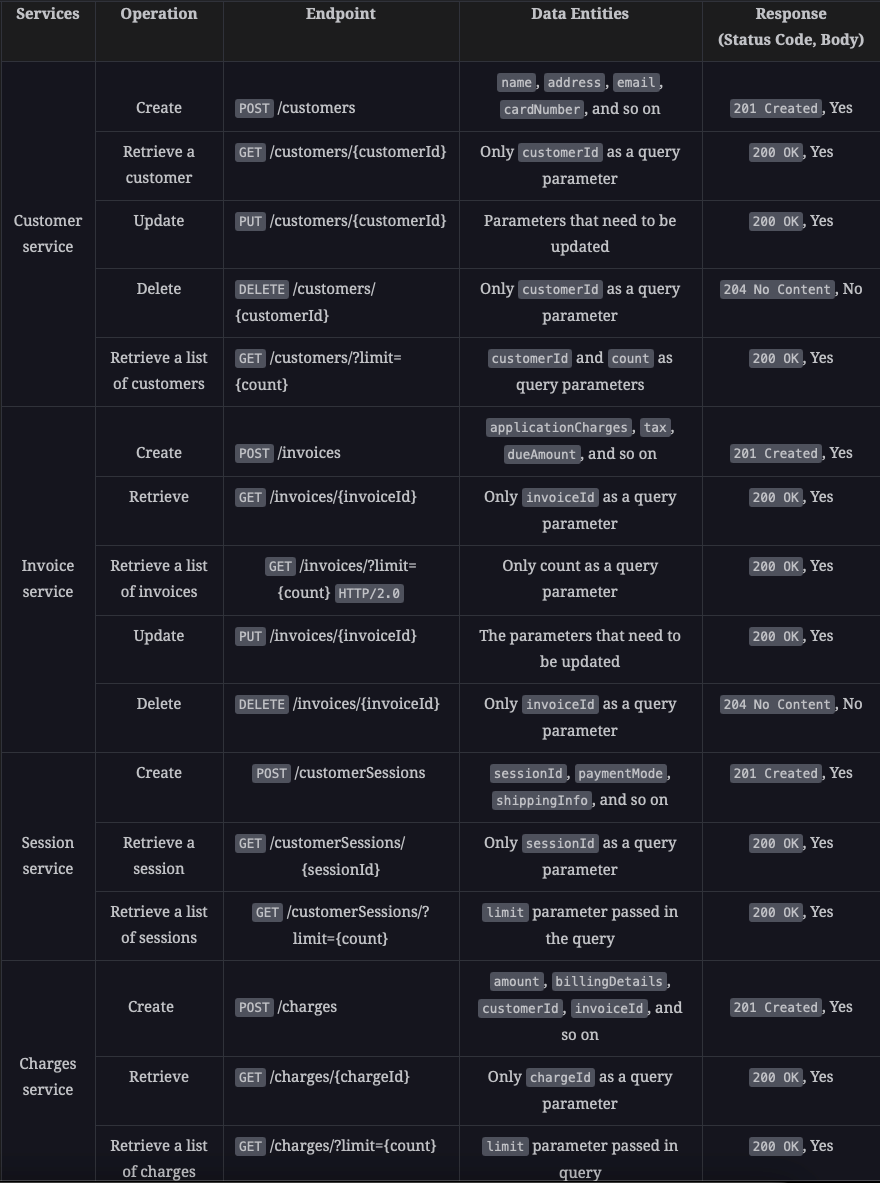 Services Operation Endpoint Data Entities Response
(Status Code, Body)
name, address, email,
Create POST /customers cardNumber, and so on 201 Created, Yes
Retrieve a GET /customers/{customerId} Only customerId as a query 200 OK, Yes
customer parameter
Customer Update PUT /customers/{customerId} Parameters that need to be 200 OK, Yes
service updated
Delete DELETE /customers/ Only customerId as a query 204 No Content, No
{customerId} parameter
Retrieve a list GET /customers/?limit= customerId and count as 200 OK, Yes
of customers {count} query parameters
applicationCharges, tax,
Create POST /invoices dueAmount, and so on 201 Created, Yes
Retrieve GET /invoices/{invoiceId} Only invoiceId as a query 200 OK, Yes
parameter
Invoice Retrieve a list GET /invoices/?limit= Only count as a query 200 OK, Yes
service of invoices {count} HTTP/2.0 parameter
Update PUT /invoices/{invoiceId} The parameters that need to 200 OK, Yes
be updated
Delete DELETE /invoices/{invoiceId} Only invoiceId as a query 204 No Content, No
parameter
Create POST /customerSessions sessionId, paymentMode, 201 Created, Yes
shippingInfo, and so on
Session Retrieve a GET /customerSessions/ Only sessionId as a query 200 OK, Yes
service session {sessionId} parameter
Retrieve a list GET /customerSessions/? limit parameter passed in 200 OK, Yes
of sessions limit={count} the query
amount, billingDetails,
Create POST /charges customerId, invoiceId, and 201 Created, Yes
so on
Charges
service
Retrieve GET /charges/{chargeId} Only chargeId as a query 200 OK, Yes
parameter
Retrieve a list GET /charges/?limit={count} limit parameter passed in 200 OK, Yes
of charges query